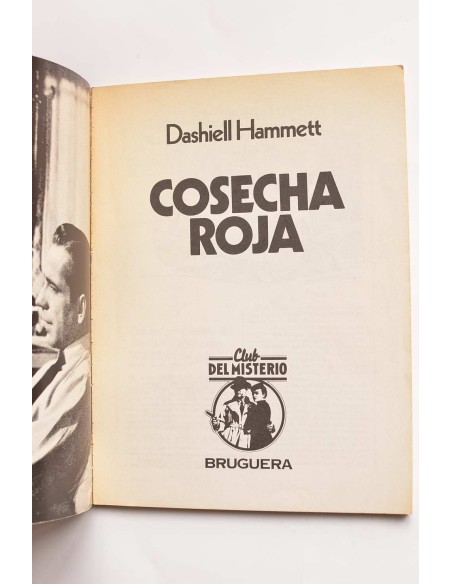 Dashiell Hammett
COSECHA
ROJA
Club
DEL MISTERIO
BRUGUERA